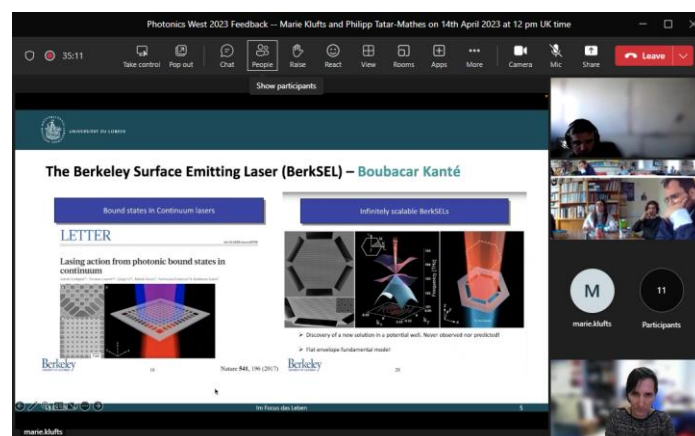 Photonics West 2023 Feedback -- Marie Klufts and Philipp Tatar-Mathes on 14th April 2023 at 12 pm UK time
35:11
Take control
Pop out
Chat
People
Raise
React
View
Rooms
Apps
More
Camera
Mic
Share
Leave
Show participants
UNIVERSITÄT ZU LÜBECK
The Berkeley Surface Emitting Laser (BerkSEL) – Boubacar Kanté
Bound states in Continuum lasers
Infinitely scalable BerkSELs
LETTER
Lasing action from photonic bound states in
continuum
Discovery of a new solution in a potential well. Never observed nor predicted!
Flat envelope fundamental mode!
Berkeley
Nature 541, 196 (2017)
Berkeley
20
Im Focus das Leben
5
M
marie.klufts
11
Participants
marie.klufts